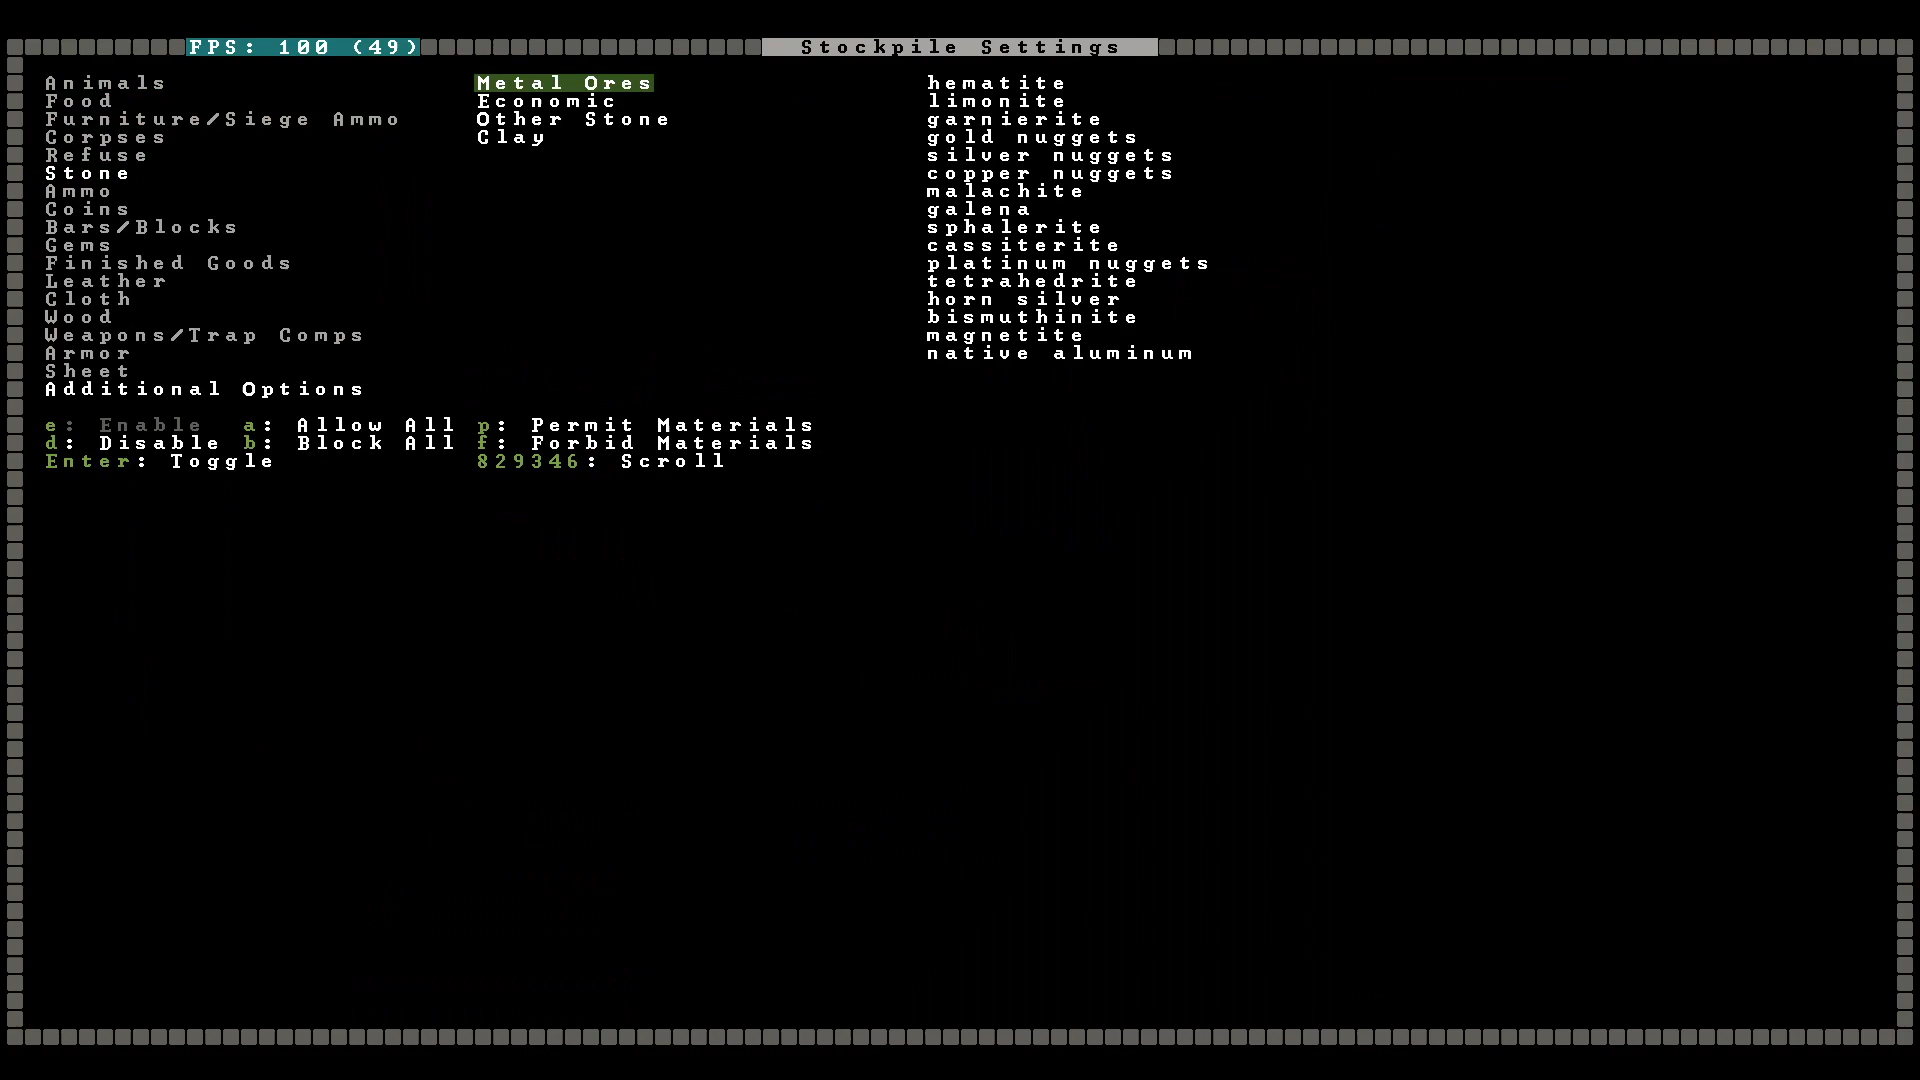 FPS: 100 (49)
Stockpile Settings
Animals
Food
Furniture/Siege Ammo
Corpses
Refuse
Stone
Ammo
Coins
Bars/Blocks
Gems
Finished Goods
Leather
Cloth
Wood
Weapons/Trap Comps
Armor
Sheet
Additional Options
Metal Ores
Economic
Other Stone
Clay
hematite
limonite
garnierite
gold nuggets
silver nuggets
copper nuggets
malachite
galena
sphalerite
cassiterite
platinum nuggets
tetrahedrite
horn silver
bismuthinite
magnetite
native aluminum
e: Enable a: Allow All p: Permit Materials
d: Disable b: Block All f: Forbid Materials
Enter: Toggle 829346: Scroll